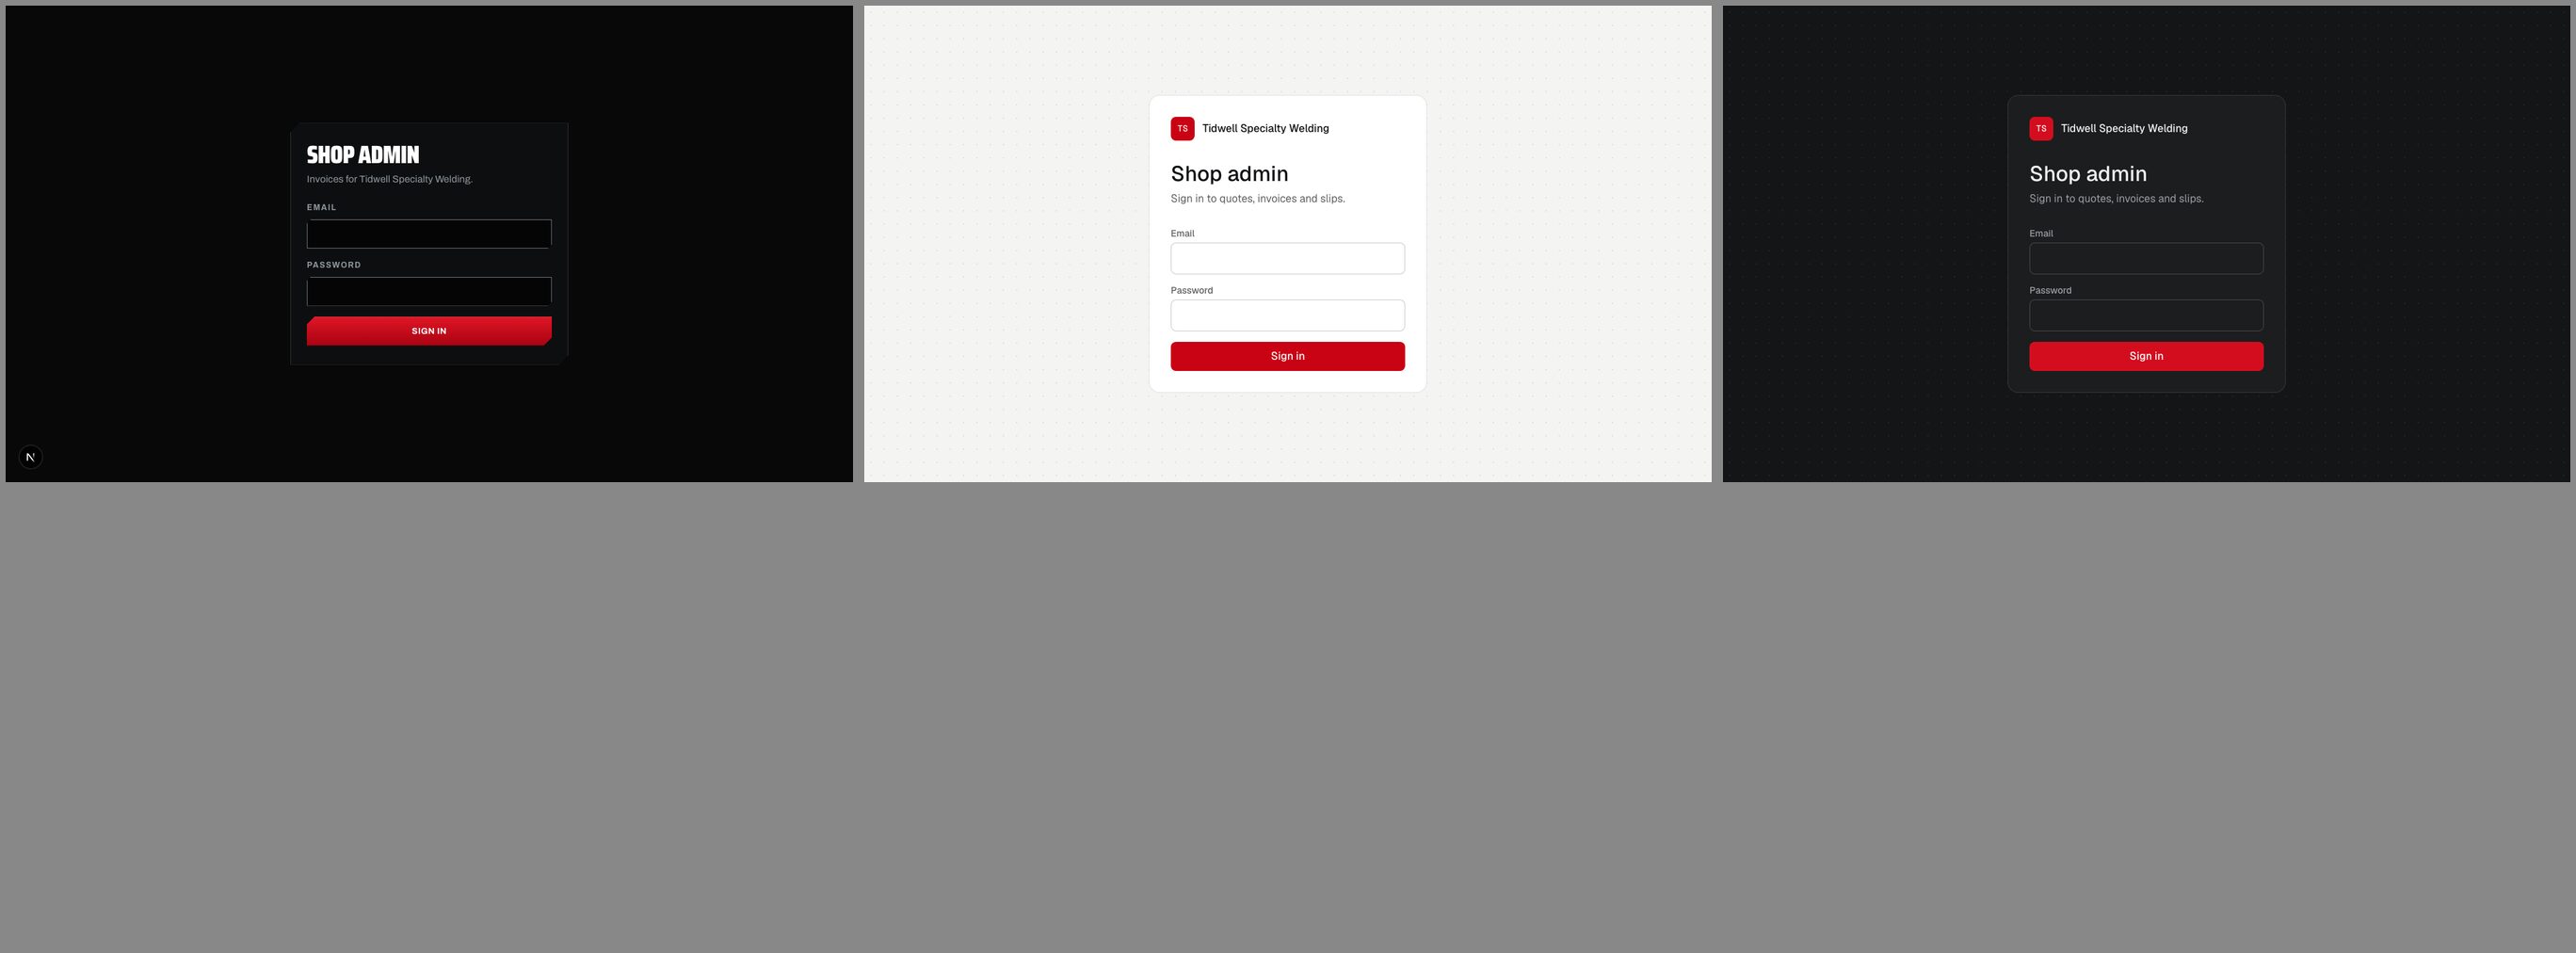 SHOP ADMIN
Invoices for Tidwell Specialty Welding.
EMAIL
PASSWORD
SIGN IN
N
TS
Tidwell Specialty Welding
Shop admin
Sign in to quotes, invoices and slips.
Email
Password
Sign in
TS
Tidwell Specialty Welding
Shop admin
Sign in to quotes, invoices and slips.
Email
Password
Sign in